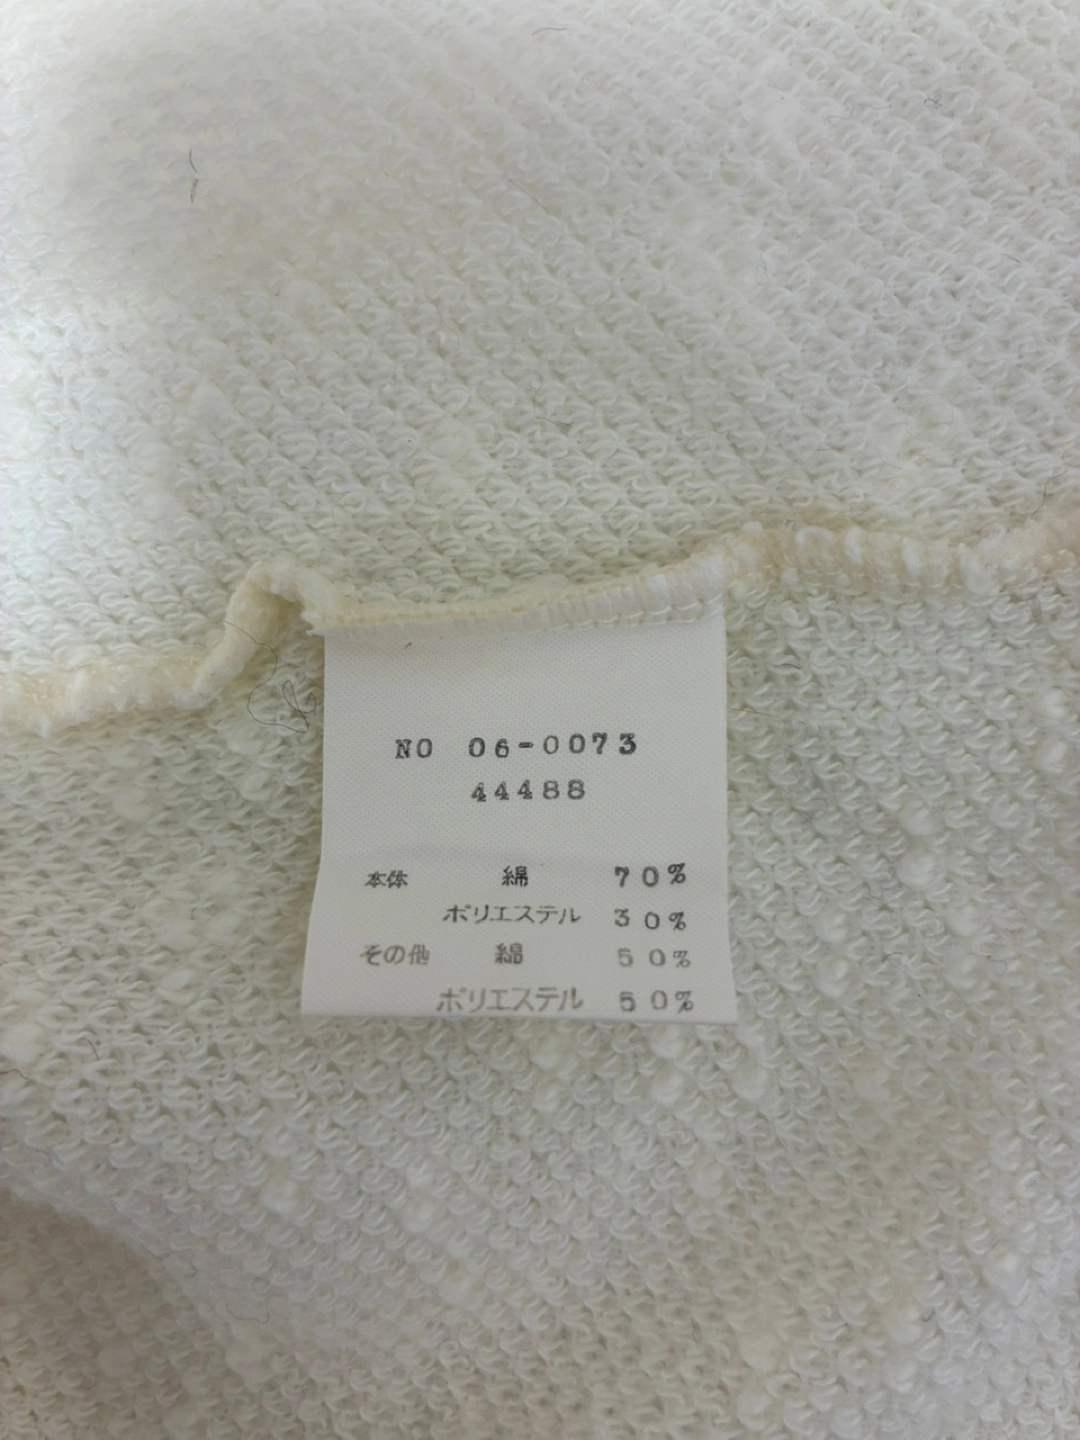 NO 06-0073
44488
本体 綿 70%
ポリエステル 30%
その他 綿 50%
ポリエステル 50%